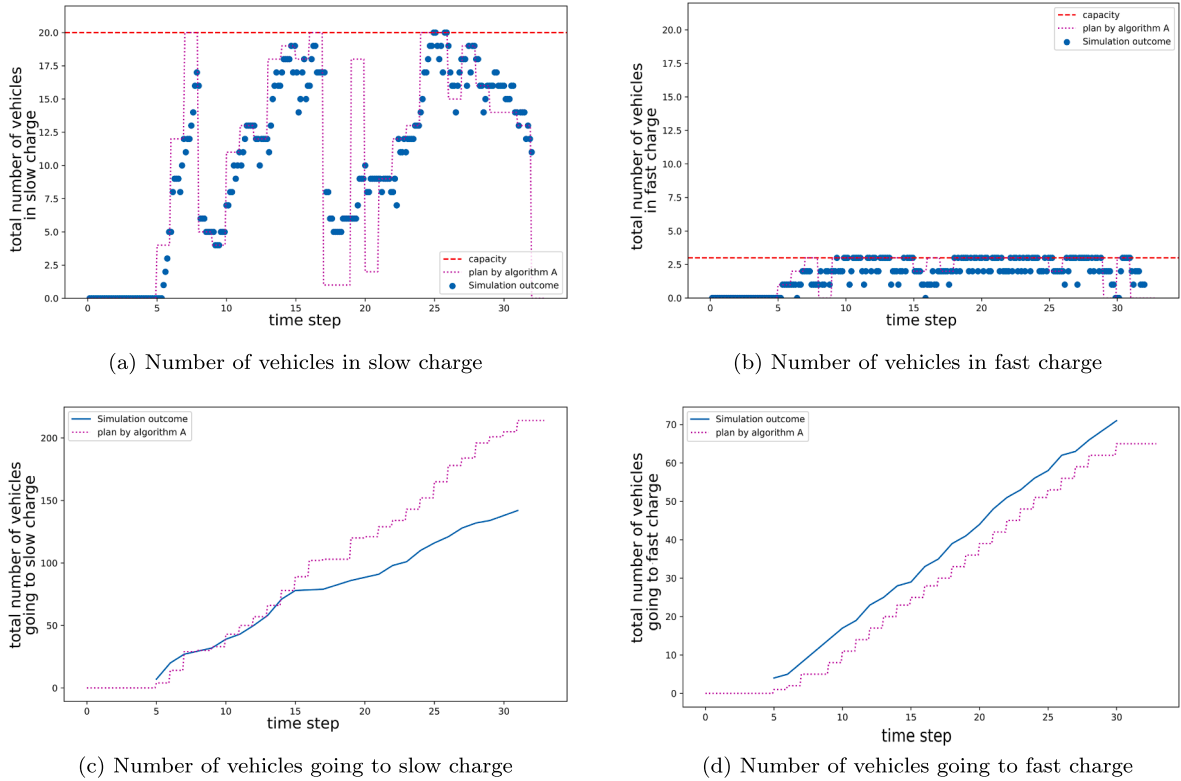 20.0
17.5
15.0
12.5
10.0
7.5
5.0
2.5
0.0
total number of vehicles
in slow charge
capacity
plan by algorithm A
Simulation outcome
0 5 10 15 20 25 30
time step
(a) Number of vehicles in slow charge
20.0
17.5
15.0
12.5
10.0
7.5
5.0
2.5
0.0
total number of vehicles
in fast charge
capacity
plan by algorithm A
Simulation outcome
0 5 10 15 20 25 30
time step
(b) Number of vehicles in fast charge
200
150
100
50
0
total number of vehicles
going to slow charge
Simulation outcome
plan by algorithm A
0 5 10 15 20 25 30
time step
(c) Number of vehicles going to slow charge
70
60
50
40
30
20
10
0
total number of vehicles
going to fast charge
Simulation outcome
plan by algorithm A
0 5 10 15 20 25 30
time step
(d) Number of vehicles going to fast charge